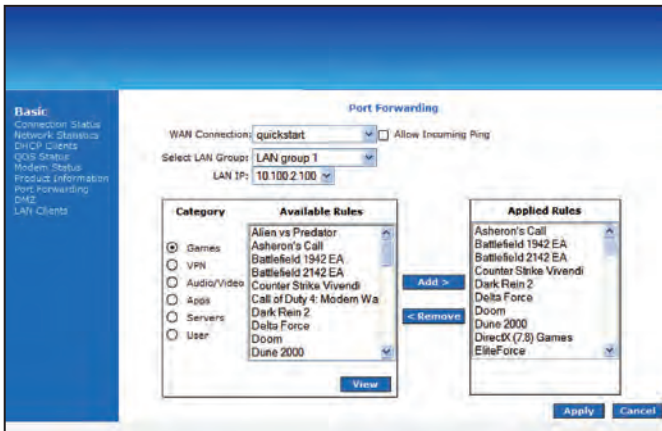 Basic
Connection Status
Network Statistics
DHCP Clients
QOS Status
Modem Status
Product Information
Port Forwarding
DMZ
LAN Clients
Port Forwarding
WAN Connection: quickstart Allow Incoming Ping
Select LAN Group: LAN group 1
LAN IP: 10.100.2.100
Category
Games
VPN
Audio/Video
Apps
Servers
User
Available Rules
Alien vs Predator
Asheron's Call
Battlefield 1942 EA
Battlefield 2142 EA
Counter Strike Vivendi
Call of Duty 4: Modern Wa
Dark Rein 2
Delta Force
Doom
Dune 2000
View
Add >
< Remove
Applied Rules
Asheron's Call
Battlefield 1942 EA
Battlefield 2142 EA
Counter Strike Vivendi
Dark Rein 2
Delta Force
Doom
Dune 2000
DirectX (7,8) Games
EliteForce
Apply
Cancel